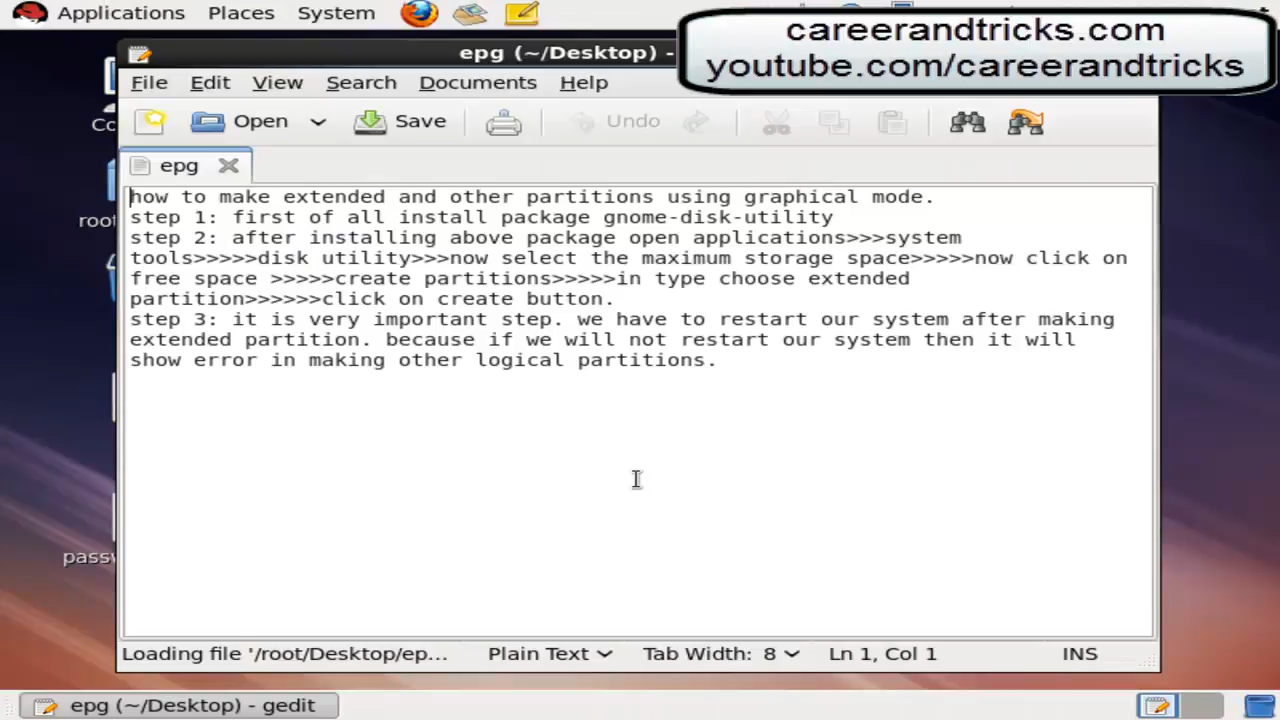 Applications Places System
careerandtricks.com
youtube.com/careerandtricks
epg (~/Desktop) -
File Edit View Search Documents Help
Open Save Undo
epg
how to make extended and other partitions using graphical mode.
step 1: first of all install package gnome-disk-utility
step 2: after installing above package open applications>>>system
tools>>>>>disk utility>>>now select the maximum storage space>>>>>now click on
free space >>>>>create partitions>>>>>in type choose extended
partition>>>>>>click on create button.
step 3: it is very important step. we have to restart our system after making
extended partition. because if we will not restart our system then it will
show error in making other logical partitions.
Loading file '/root/Desktop/ep... Plain Text Tab Width: 8 Ln 1, Col 1 INS
epg (~/Desktop) - gedit